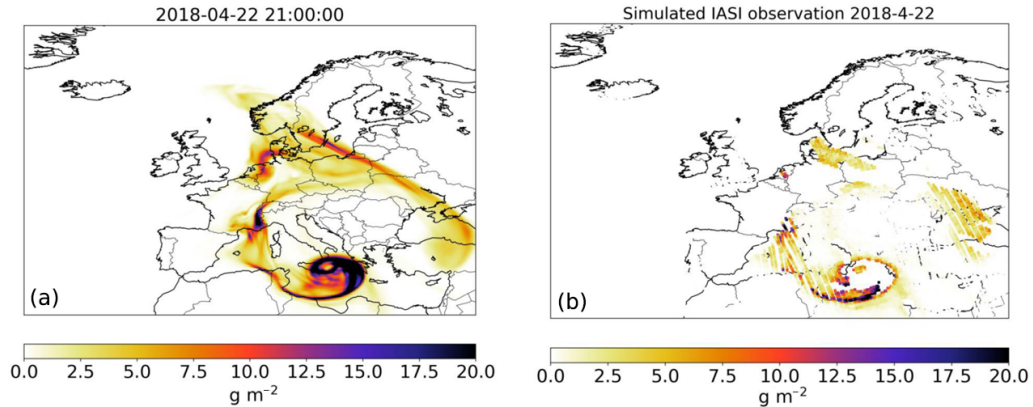 2018-04-22 21:00:00
(a)
0.0 2.5 5.0 7.5 10.0 12.5 15.0 17.5 20.0
g m⁻²
Simulated IASI observation 2018-4-22
(b)
0.0 2.5 5.0 7.5 10.0 12.5 15.0 17.5 20.0
g m⁻²